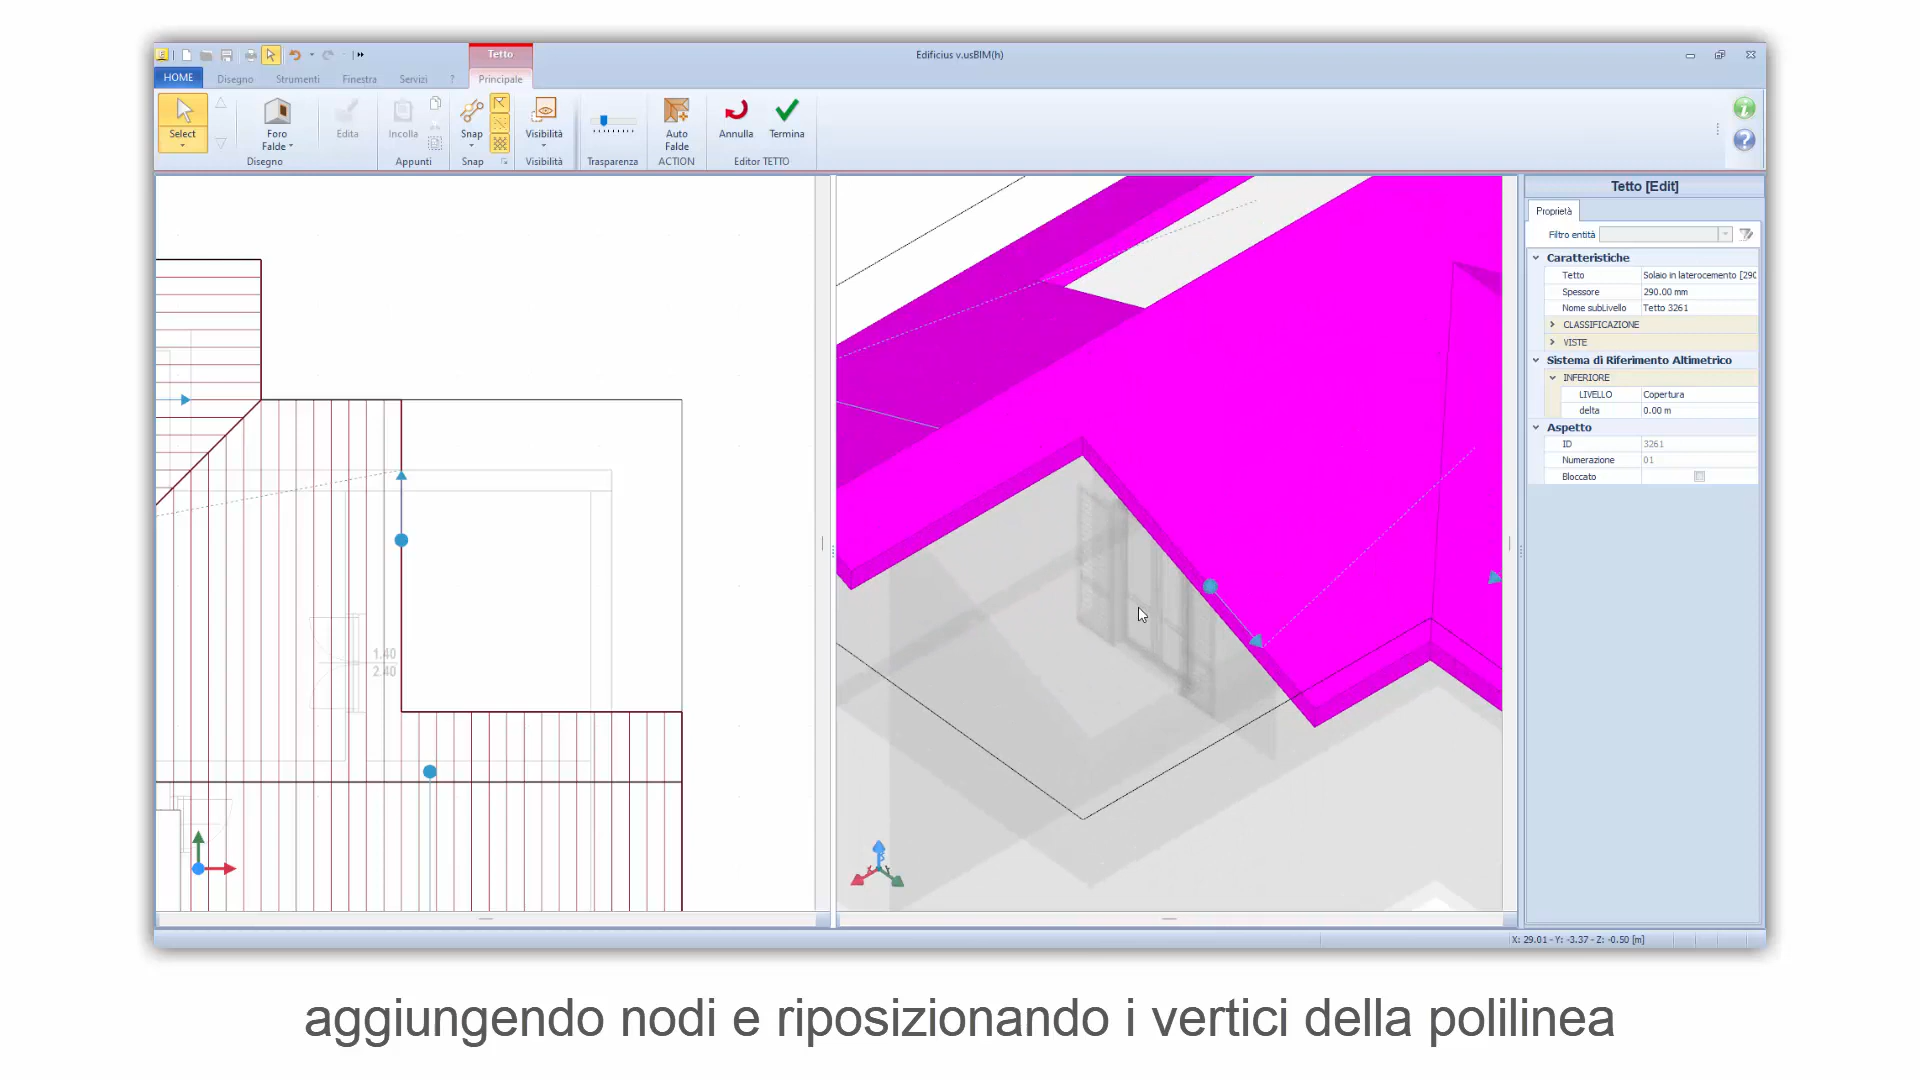 Tetto
Edificius v.usBIM(h)
HOME
Disegno
Strumenti
Finestra
Servizi
?
Principale
Select
Foro
Falde
Edita
Incolla
Snap
Visibilità
Auto
Falde
Annulla
Termina
Disegno
Appunti
Snap
Visibilità
Trasparenza
ACTION
Editor TETTO
Tetto [Edit]
Proprietà
Filtro entità
Caratteristiche
Tetto Solaio in laterocemento [290
Spessore 290.00 mm
Nome subLivello Tetto 3261
CLASSIFICAZIONE
VISTE
Sistema di Riferimento Altimetrico
INFERIORE
LIVELLO Copertura
delta 0.00 m
Aspetto
ID 3261
Numerazione 01
Bloccato
1.40
2.40
X: 29.01 - Y: -3.37 - Z: -0.50 [m]
aggiungendo nodi e riposizionando i vertici della polilinea